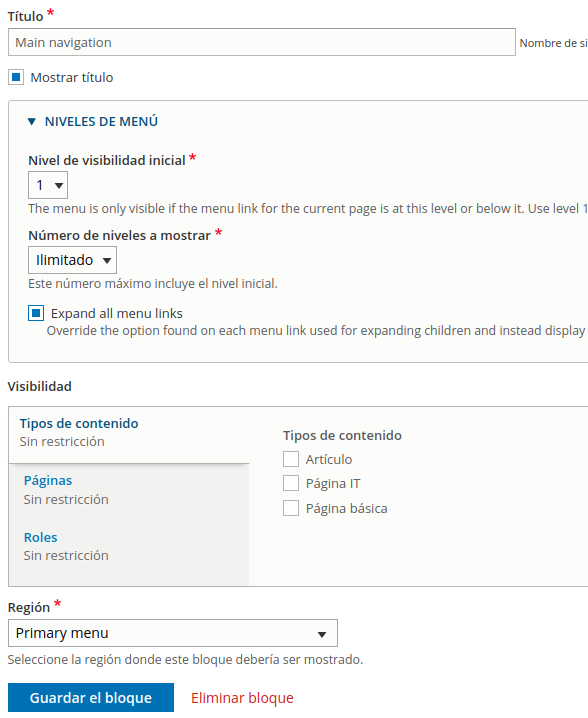 Título *
Main navigation
Nombre de si
Mostrar título
NIVELES DE MENÚ
Nivel de visibilidad inicial *
1
The menu is only visible if the menu link for the current page is at this level or below it. Use level 1
Número de niveles a mostrar *
Ilimitado
Este número máximo incluye el nivel inicial.
Expand all menu links
Override the option found on each menu link used for expanding children and instead display
Visibilidad
Tipos de contenido
Sin restricción
Páginas
Sin restricción
Roles
Sin restricción
Tipos de contenido
Artículo
Página IT
Página básica
Región *
Primary menu
Seleccione la región donde este bloque debería ser mostrado.
Guardar el bloque
Eliminar bloque